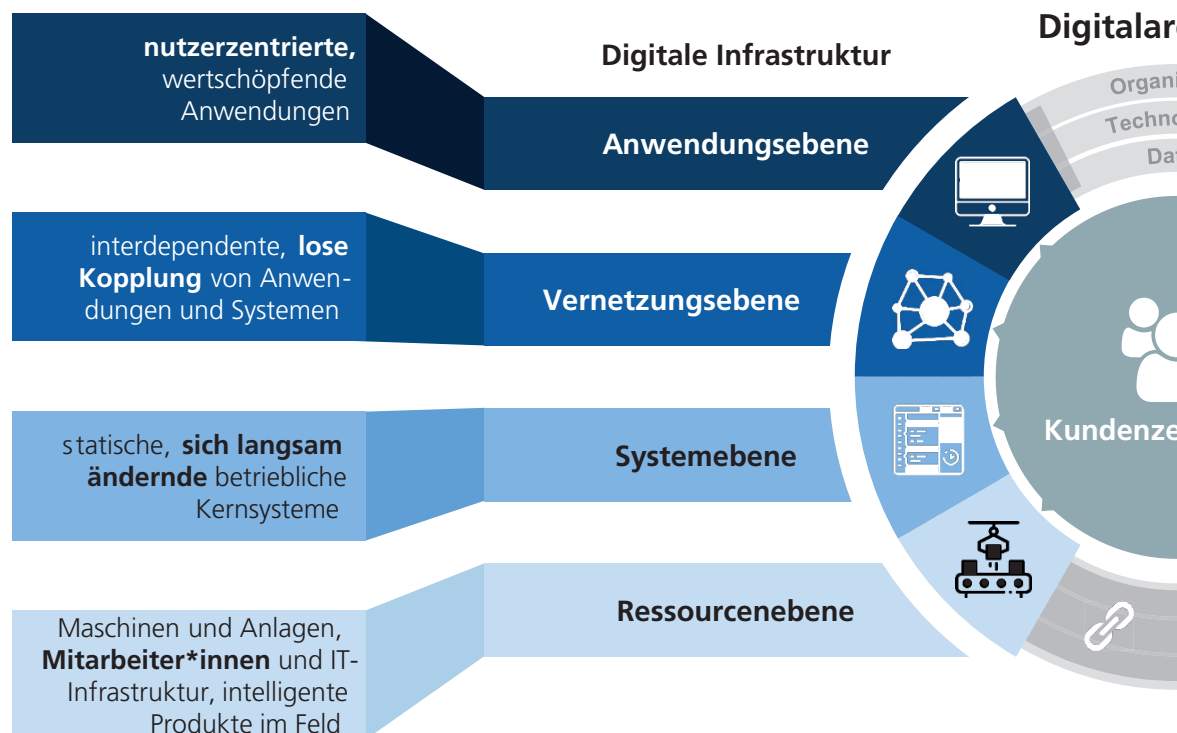 nutzerzentrierte,
wertschöpfende
Anwendungen
interdependente, lose
Kopplung von Anwen-
dungen und Systemen
statische, sich langsam
ändernde betriebliche
Kernsysteme
Maschinen und Anlagen,
Mitarbeiter*innen und IT-
Infrastruktur, intelligente
Produkte im Feld
Digitale Infrastruktur
Anwendungsebene
Vernetzungsebene
Systemebene
Ressourcenebene